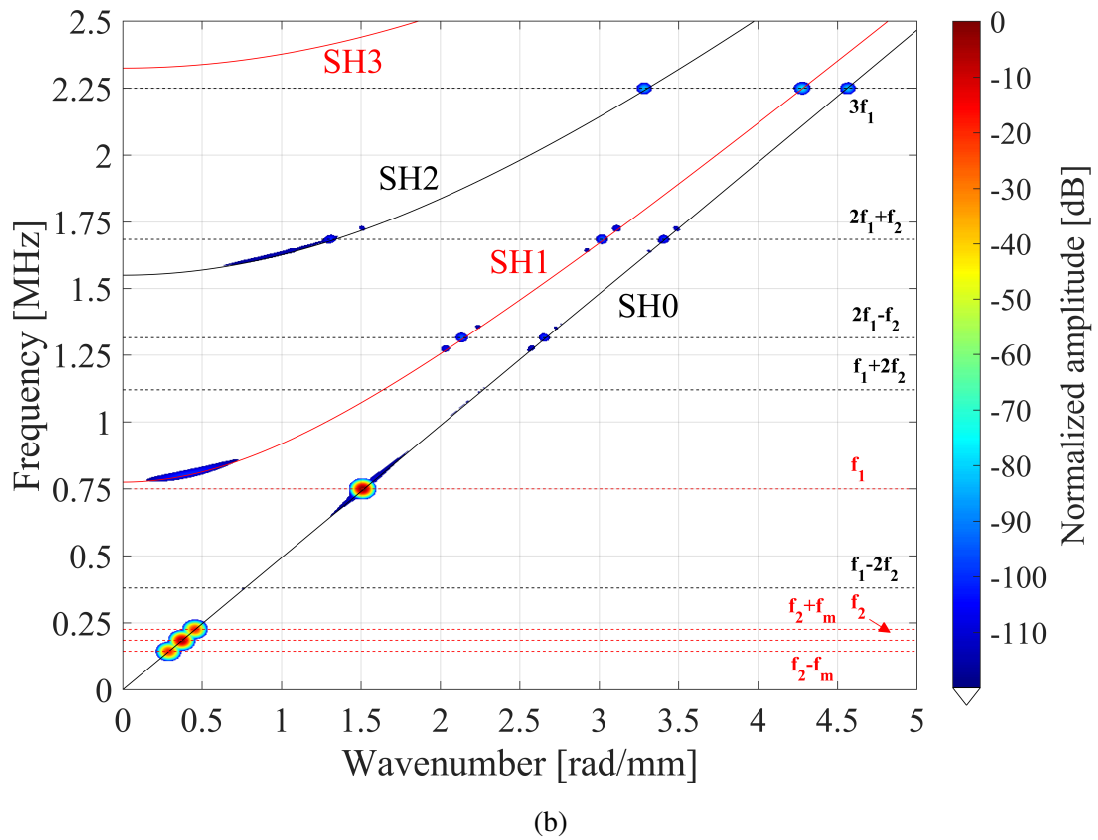 2.5
2.25
2
1.75
1.5
1.25
1
0.75
0.5
0.25
0
Frequency [MHz]
0
0.5
1
1.5
2
2.5
3
3.5
4
4.5
5
Wavenumber [rad/mm]
SH3
SH2
SH1
SH0
3f1
2f1+f2
2f1-f2
f1+2f2
f1
f1-2f2
f2+fm
f2
f2-fm
0
-10
-20
-30
-40
-50
-60
-70
-80
-90
-100
-110
Normalized amplitude [dB]
(b)